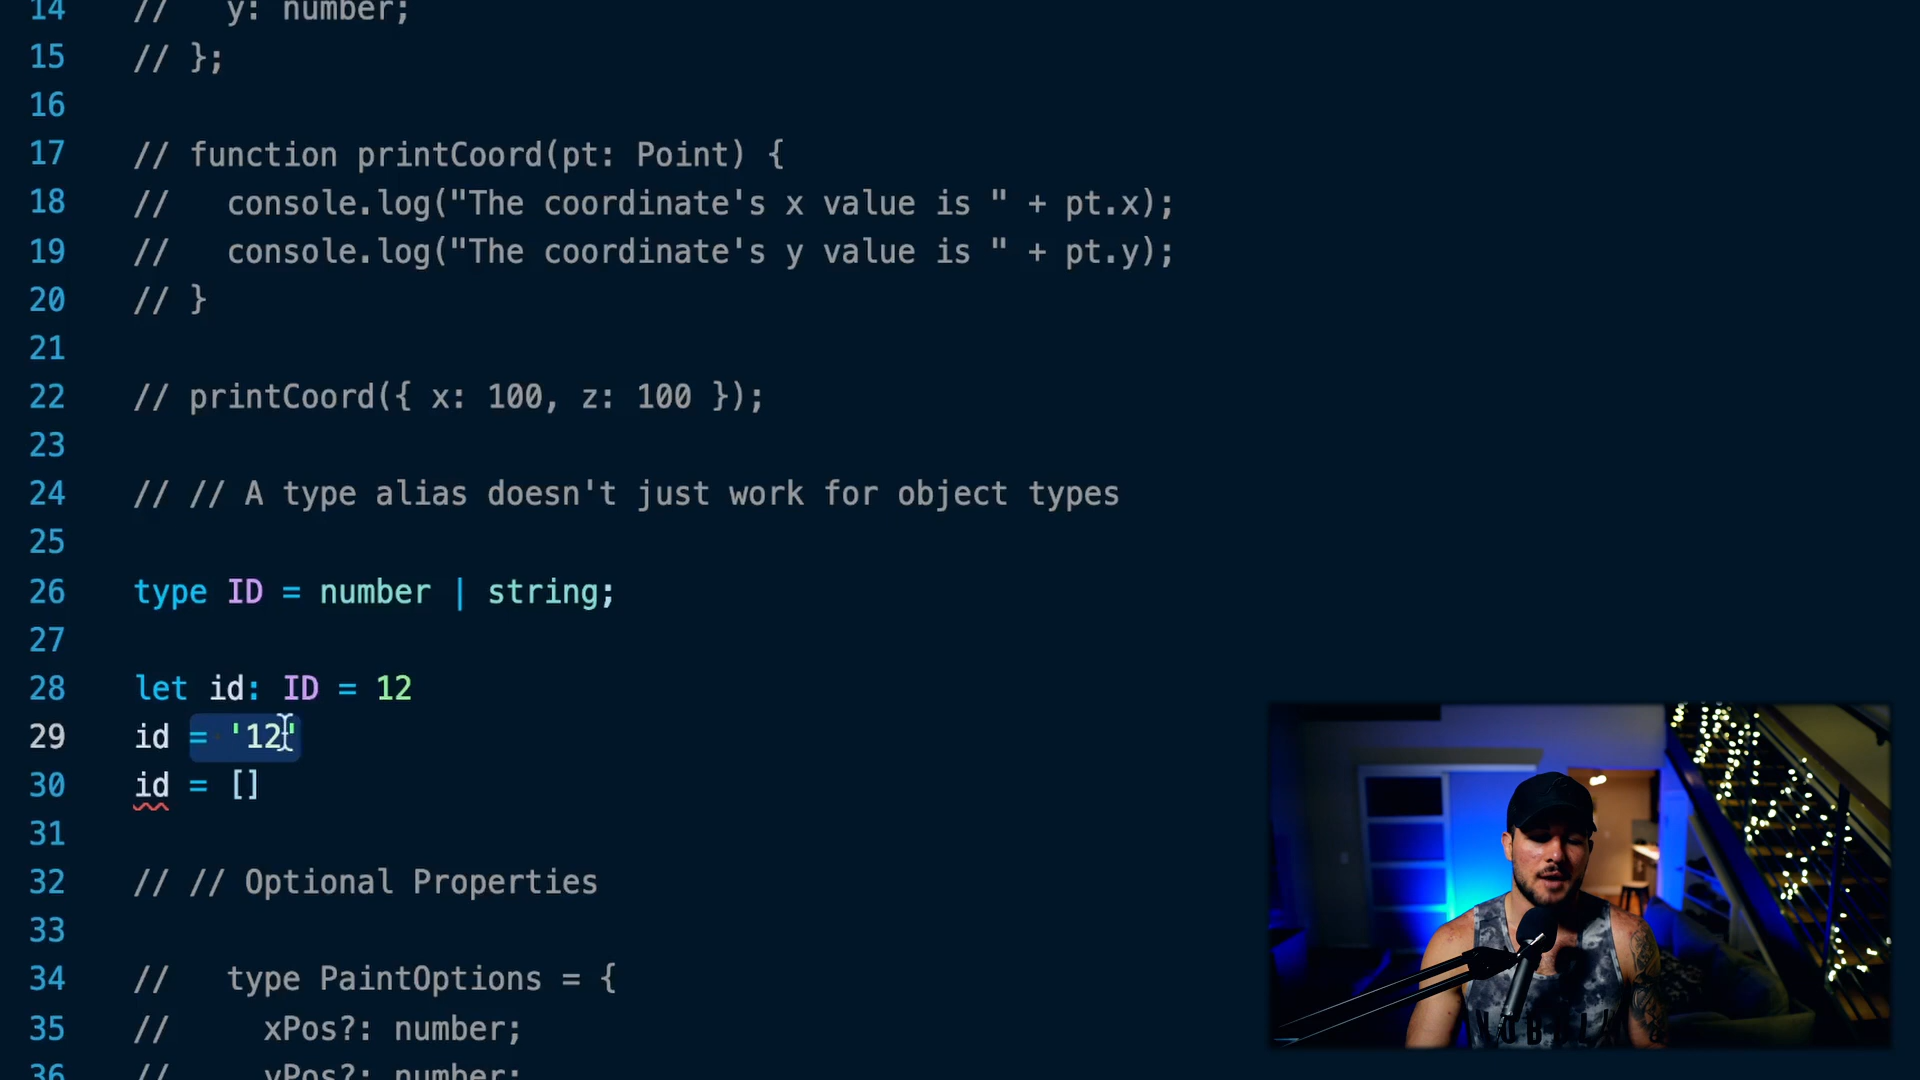 14 // y: number;
15 // };
16
17 // function printCoord(pt: Point) {
18 // console.log("The coordinate's x value is " + pt.x);
19 // console.log("The coordinate's y value is " + pt.y);
20 // }
21
22 // printCoord({ x: 100, z: 100 });
23
24 // // A type alias doesn't just work for object types
25
26 type ID = number | string;
27
28 let id: ID = 12
29 id = '12'
30 id = []
31
32 // // Optional Properties
33
34 // type PaintOptions = {
35 // xPos?: number;
36 // yPos?: number;